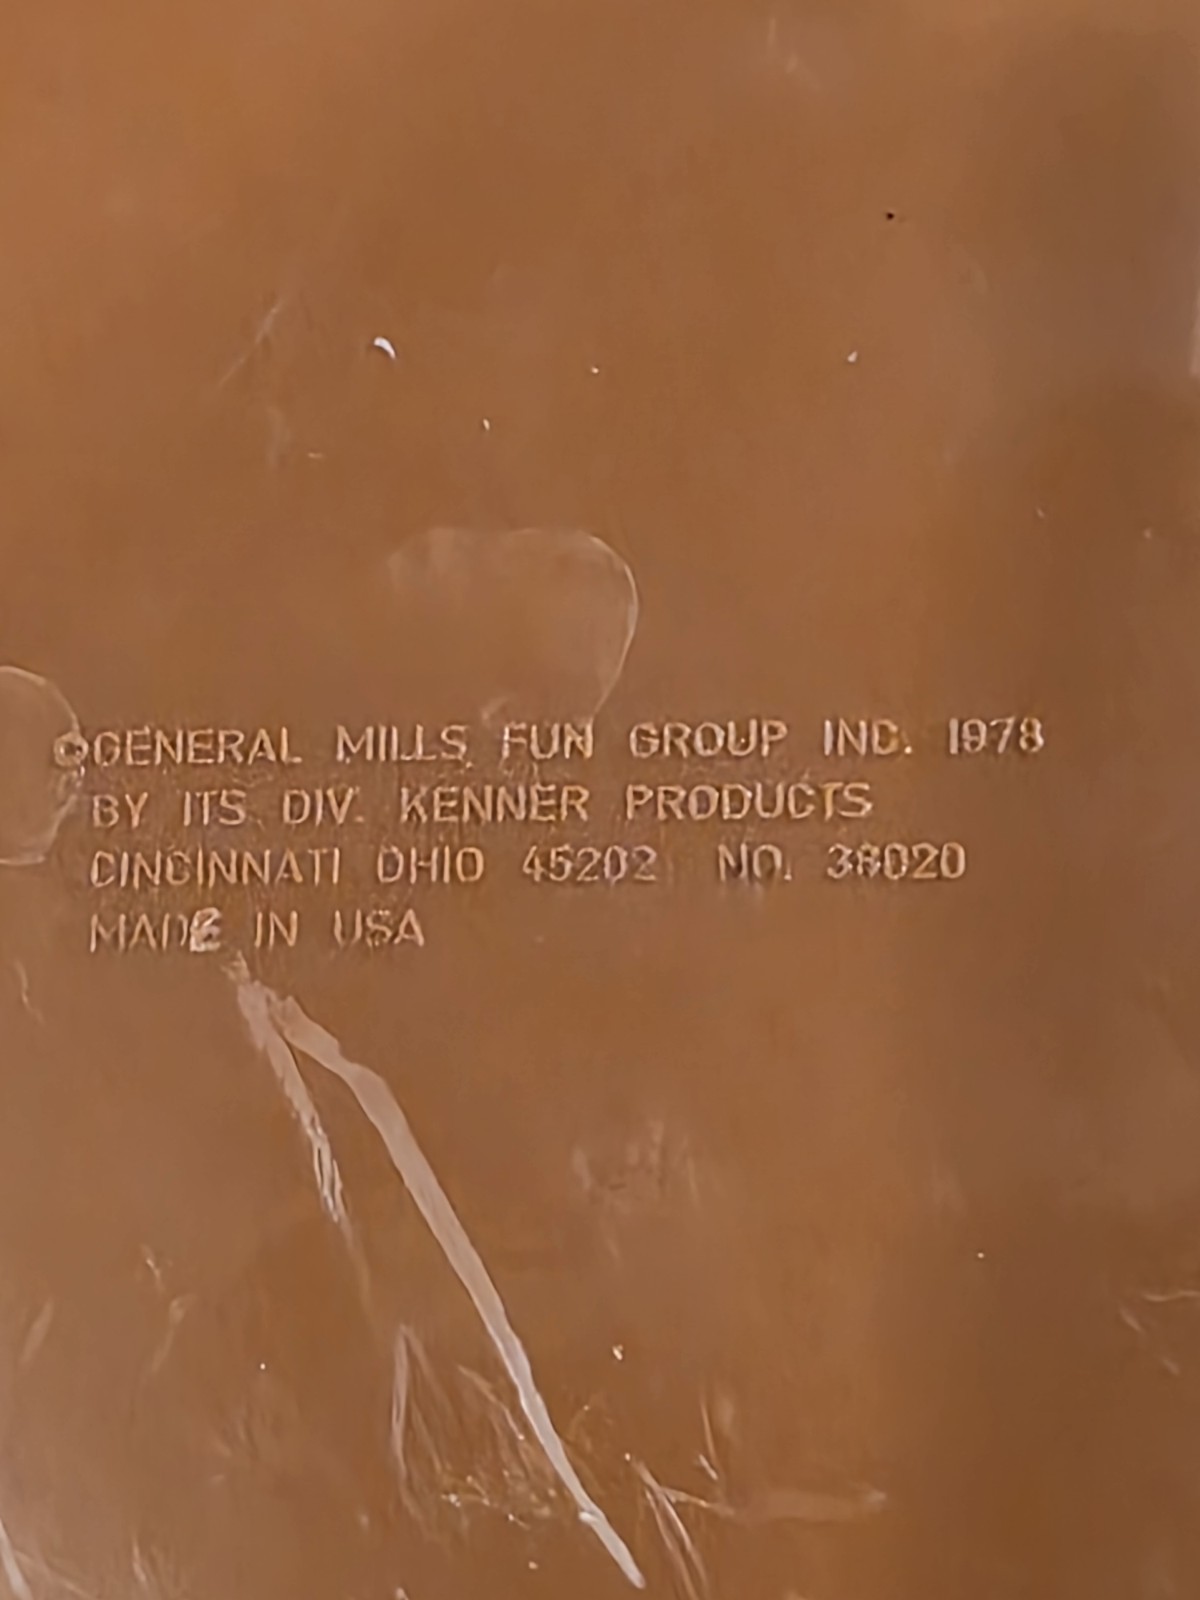 © GENERAL MILLS FUN GROUP INC. 1978
BY ITS DIV. KENNER PRODUCTS
CINCINNATI OHIO 45202 NO. 38020
MADE IN USA